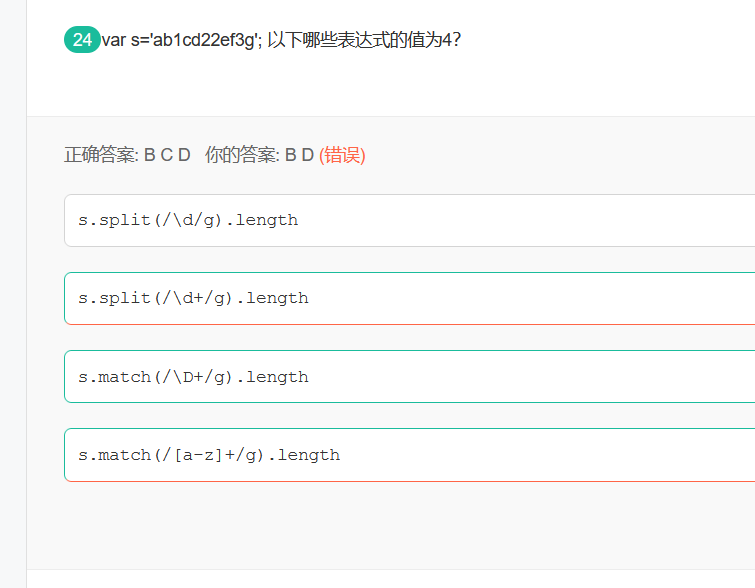 24 var s='ab1cd22ef3g'; 以下哪些表达式的值为4?
正确答案: B C D 你的答案: B D (错误)
s.split(/\d/g).length
s.split(/\d+/g).length
s.match(/\D+/g).length
s.match(/[a-z]+/g).length